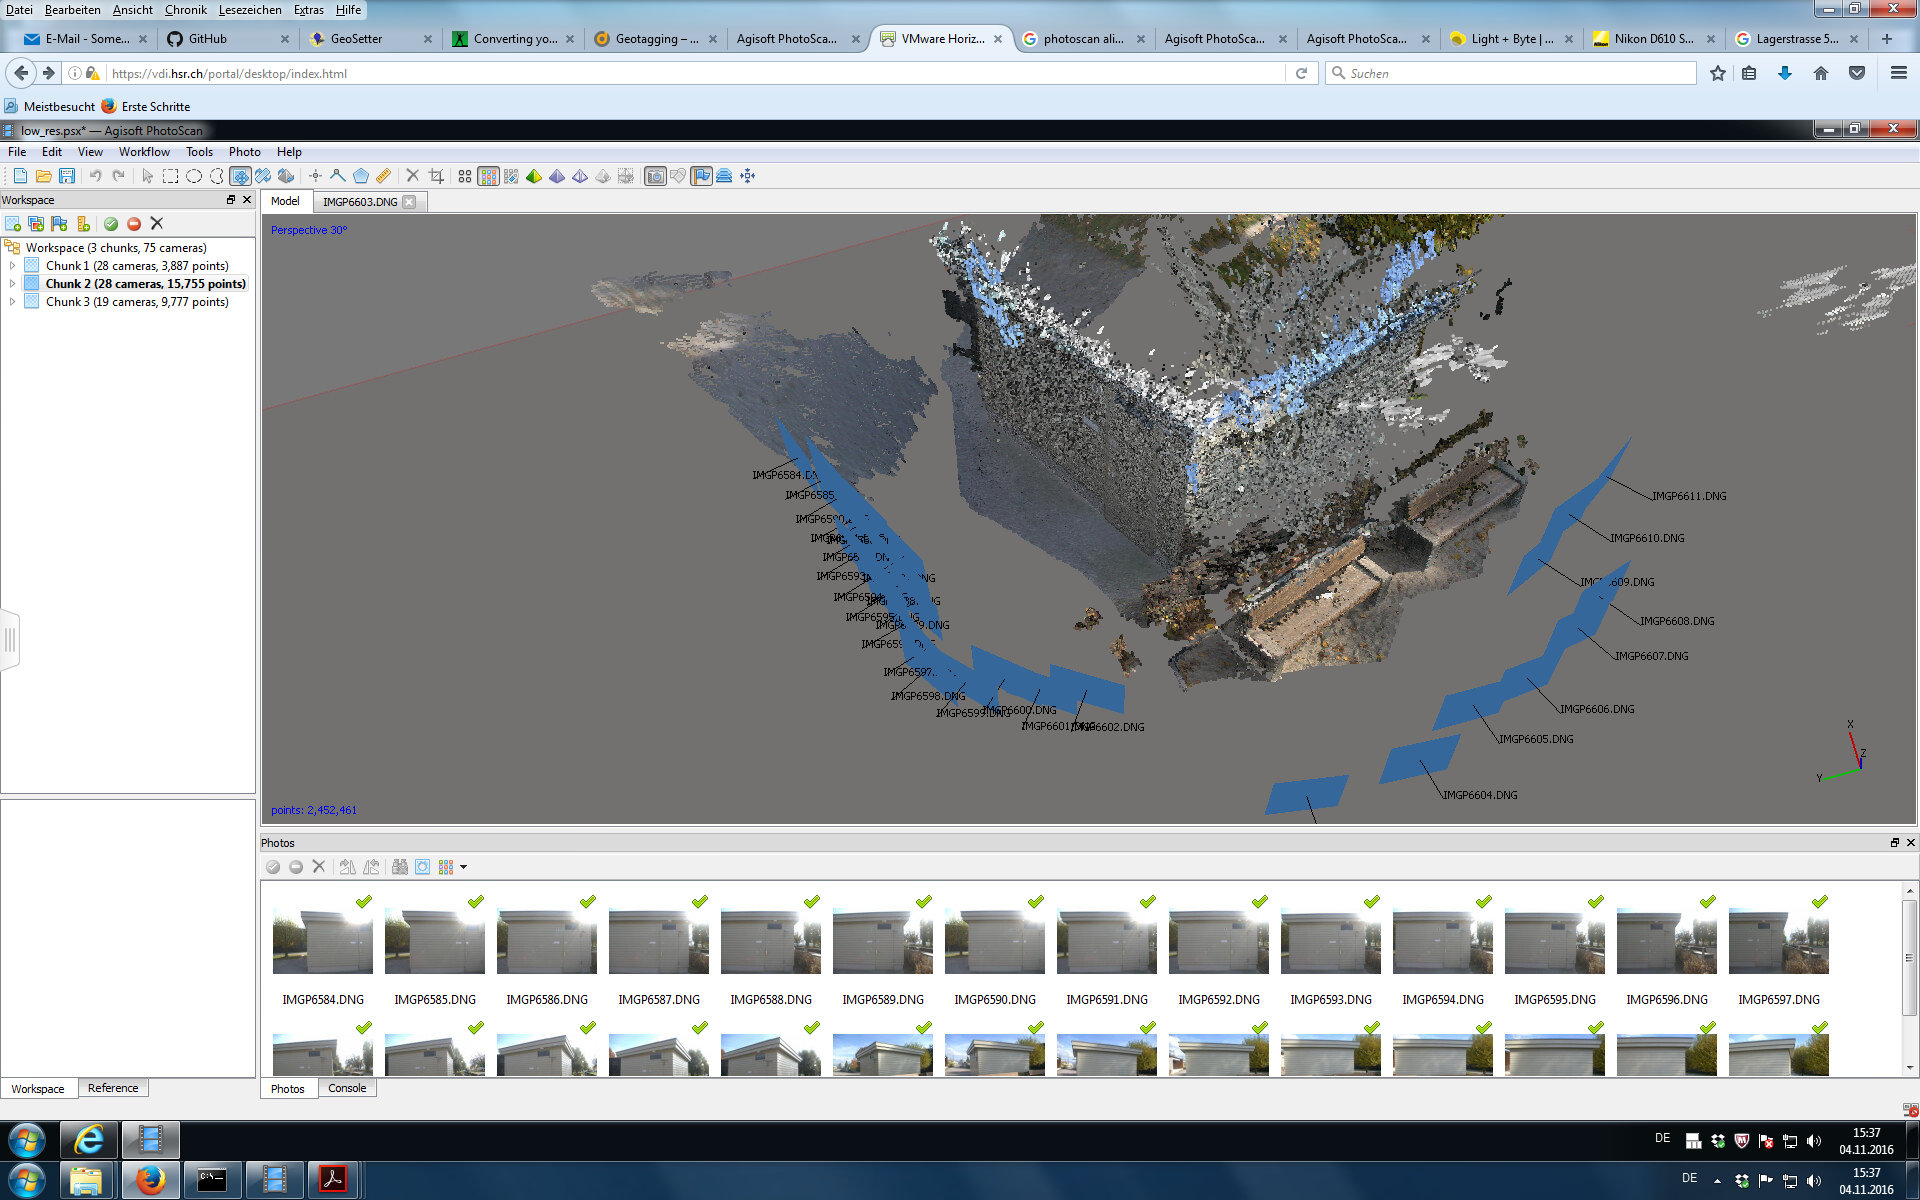 Datei Bearbeiten Ansicht Chronik Lesezeichen Extras Hilfe
E-Mail - Some... GitHub GeoSetter Converting yo... Geotagging – ... Agisoft PhotoSca... VMware Horiz... photoscan ali... Agisoft PhotoSca... Agisoft PhotoSca... Light + Byte | ... Nikon D610 S... Lagerstrasse 5...
https://vdi.hsr.ch/portal/desktop/index.html
Suchen
Meistbesucht Erste Schritte
low_res.psx* — Agisoft PhotoScan
File Edit View Workflow Tools Photo Help
Workspace
Model IMGP6603.DNG
Workspace (3 chunks, 75 cameras)
Chunk 1 (28 cameras, 3,887 points)
Chunk 2 (28 cameras, 15,755 points)
Chunk 3 (19 cameras, 9,777 points)
Perspective 30°
IMGP6584.DN
IMGP6585
IMGP6593
IMGP6597.
IMGP6598.DNG
IMGP6599.DNG
IMGP6600.DNG
IMGP6601.DNG
IMGP6602.DNG
IMGP6611.DNG
IMGP6610.DNG
IMGP6608.DNG
IMGP6607.DNG
IMGP6606.DNG
IMGP6605.DNG
IMGP6604.DNG
X
Y
Z
points: 2,452,461
Photos
IMGP6584.DNG IMGP6585.DNG IMGP6586.DNG IMGP6587.DNG IMGP6588.DNG IMGP6589.DNG IMGP6590.DNG IMGP6591.DNG IMGP6592.DNG IMGP6593.DNG IMGP6594.DNG IMGP6595.DNG IMGP6596.DNG IMGP6597.DNG
Workspace Reference
Photos Console
DE 15:37
04.11.2016
DE 15:37
04.11.2016